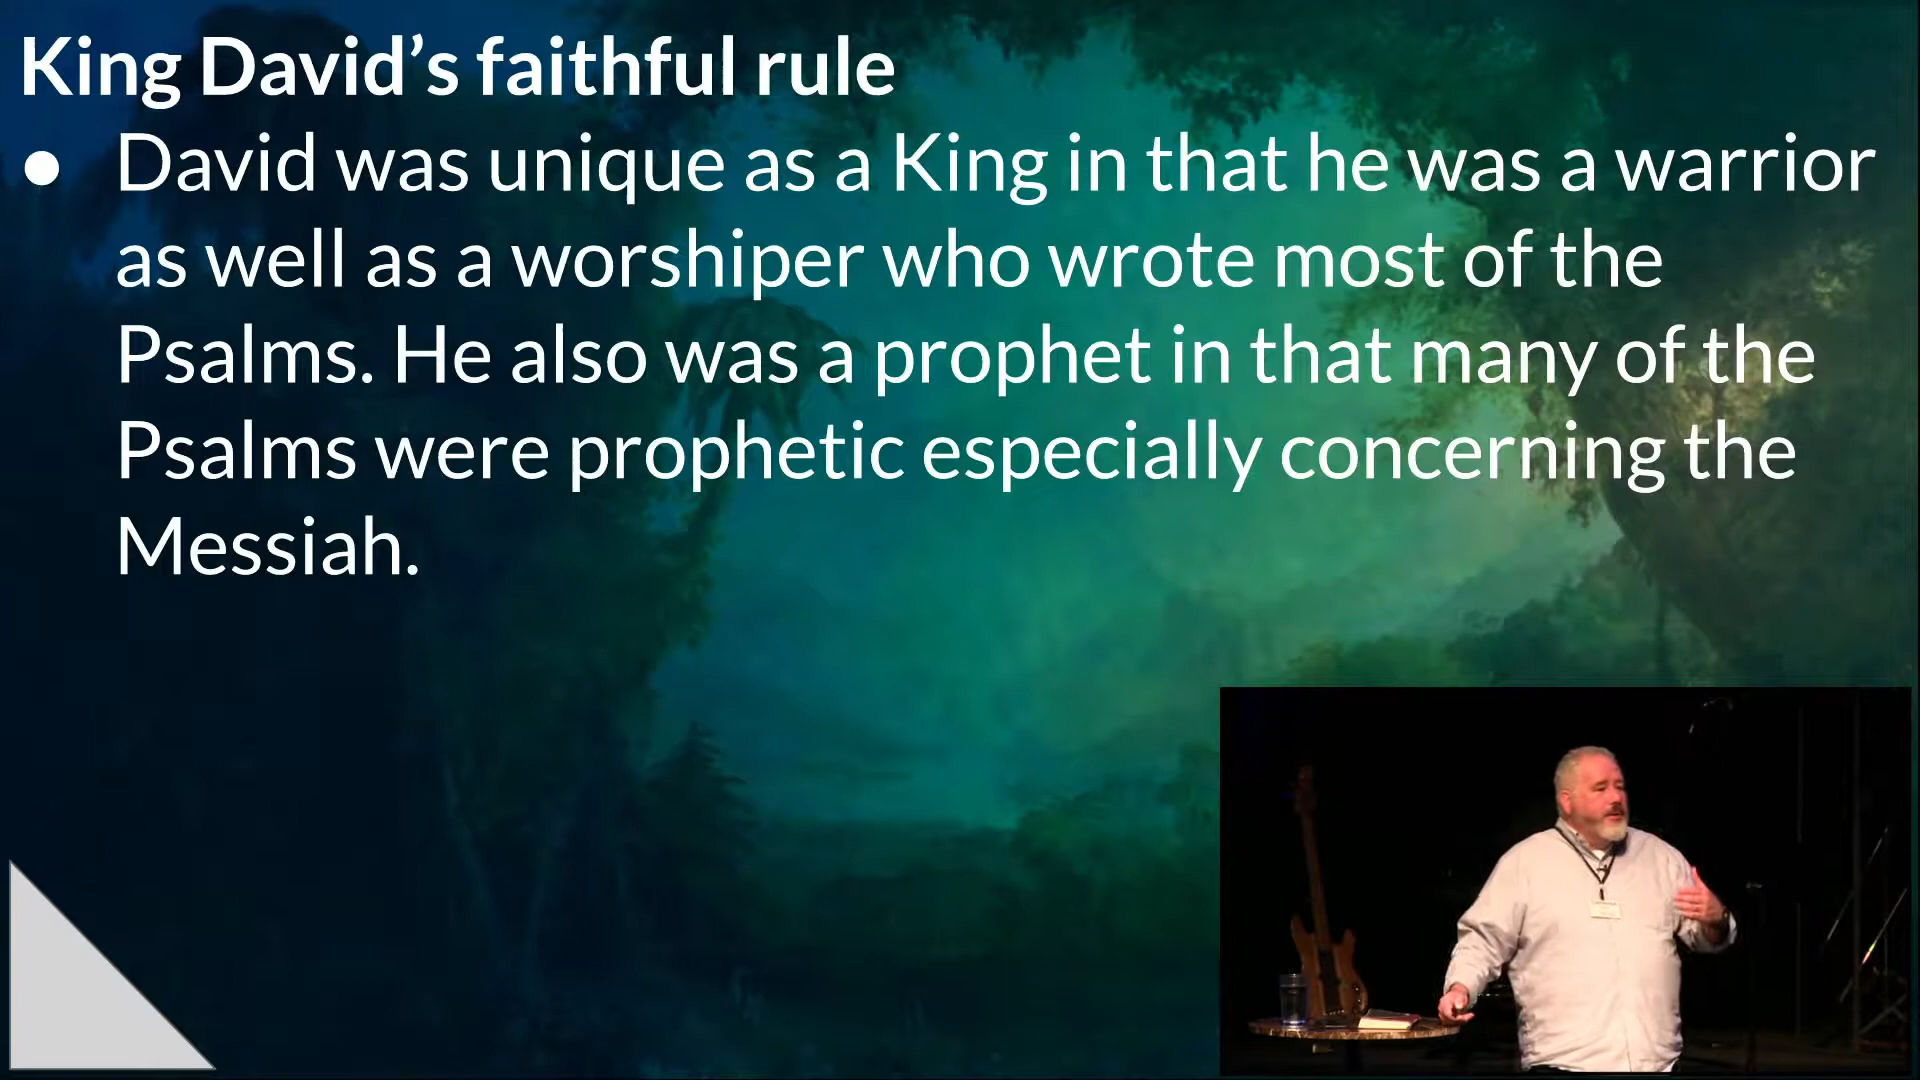 King David’s faithful rule
● David was unique as a King in that he was a warrior
as well as a worshiper who wrote most of the
Psalms. He also was a prophet in that many of the
Psalms were prophetic especially concerning the
Messiah.